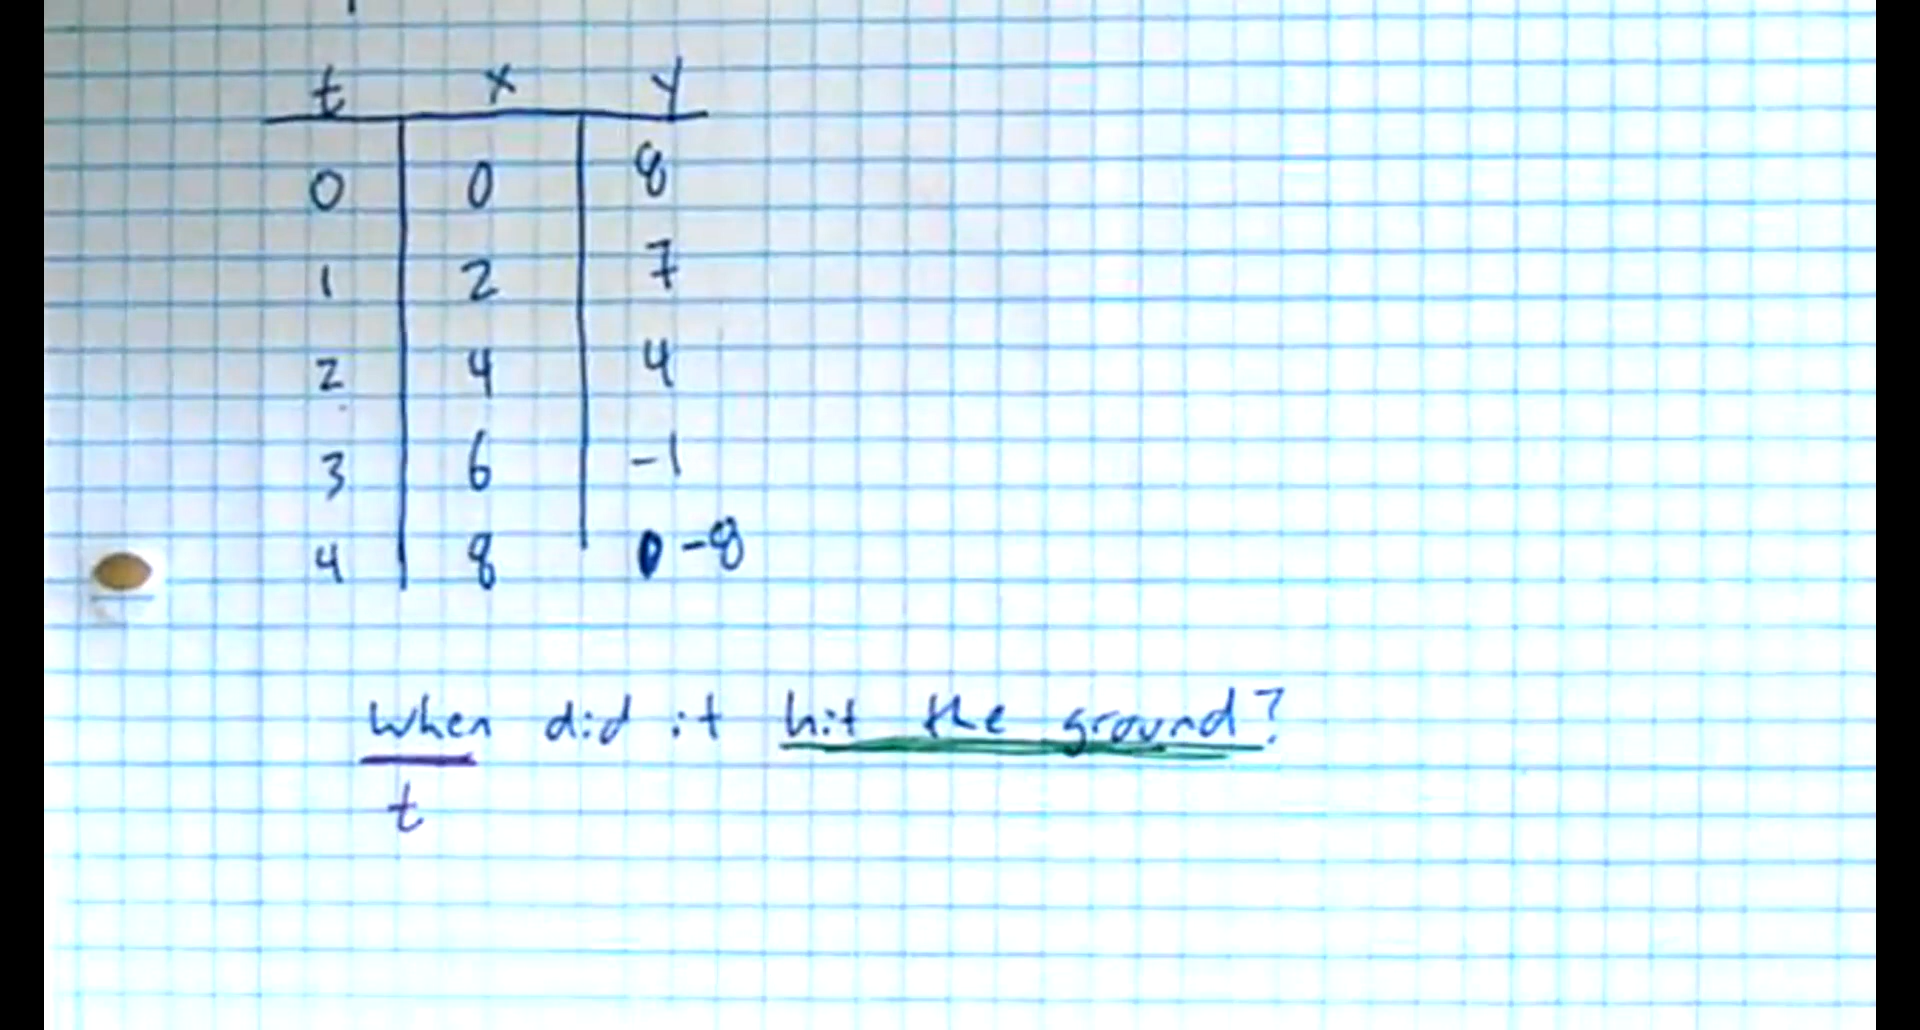 t x y
0 0 8
1 2 7
2 4 4
3 6 -1
4 8 -8
When did it hit the ground?
t